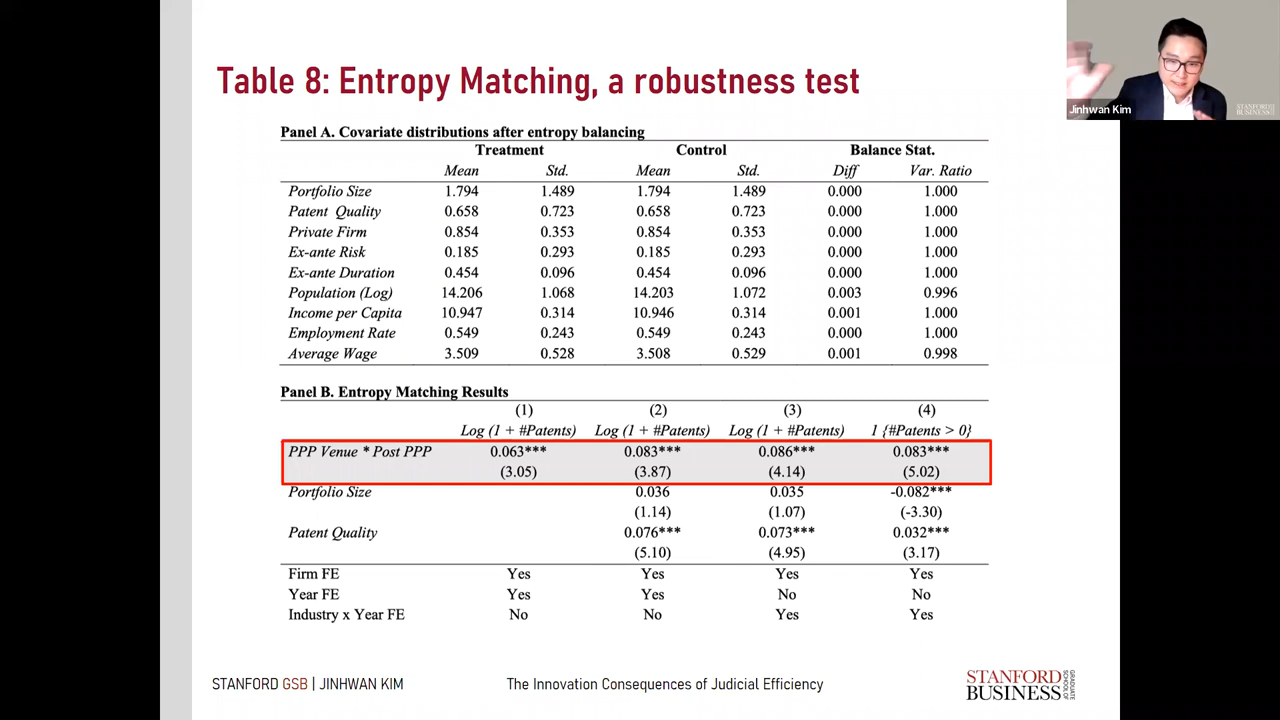 Table 8: Entropy Matching, a robustness test
Jinhwan Kim
STANFORD
BUSINESS
Panel A. Covariate distributions after entropy balancing
Treatment Control Balance Stat.
Mean Std. Mean Std. Diff Var. Ratio
Portfolio Size 1.794 1.489 1.794 1.489 0.000 1.000
Patent Quality 0.658 0.723 0.658 0.723 0.000 1.000
Private Firm 0.854 0.353 0.854 0.353 0.000 1.000
Ex-ante Risk 0.185 0.293 0.185 0.293 0.000 1.000
Ex-ante Duration 0.454 0.096 0.454 0.096 0.000 1.000
Population (Log) 14.206 1.068 14.203 1.072 0.003 0.996
Income per Capita 10.947 0.314 10.946 0.314 0.001 1.000
Employment Rate 0.549 0.243 0.549 0.243 0.000 1.000
Average Wage 3.509 0.528 3.508 0.529 0.001 0.998
Panel B. Entropy Matching Results
(1) (2) (3) (4)
Log (1 + #Patents) Log (1 + #Patents) Log (1 + #Patents) 1 {#Patents > 0}
PPP Venue * Post PPP 0.063*** 0.083*** 0.086*** 0.083***
(3.05) (3.87) (4.14) (5.02)
Portfolio Size 0.036 0.035 -0.082***
(1.14) (1.07) (-3.30)
Patent Quality 0.076*** 0.073*** 0.032***
(5.10) (4.95) (3.17)
Firm FE Yes Yes Yes Yes
Year FE Yes Yes No No
Industry x Year FE No No Yes Yes
STANFORD GSB | JINHWAN KIM
The Innovation Consequences of Judicial Efficiency
STANFORD
BUSINESS
GRADUATE
SCHOOL OF